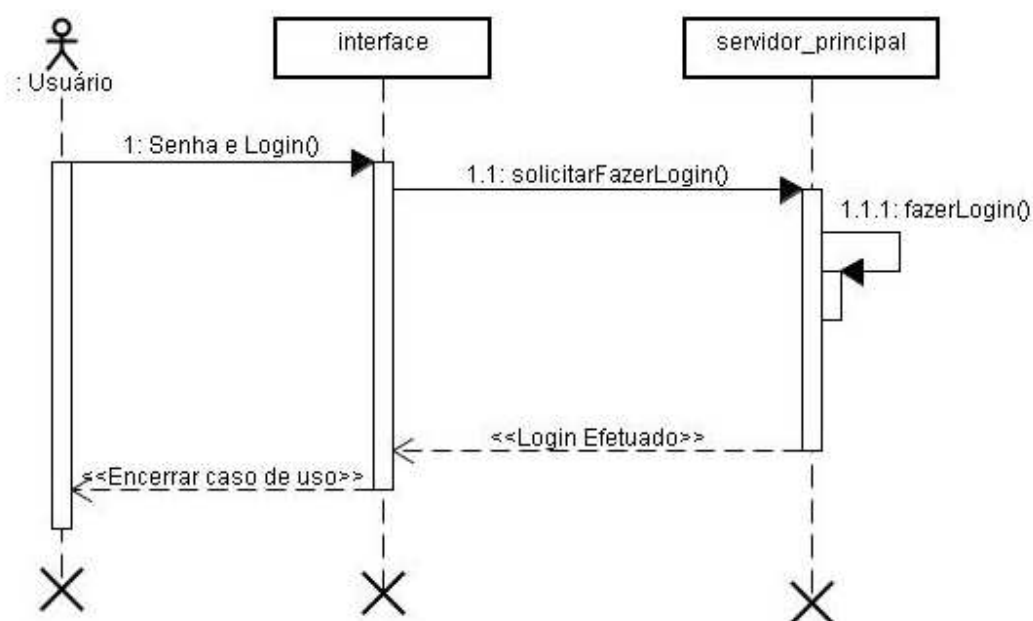 : Usuário
interface
servidor_principal
1: Senha e Login()
1.1: solicitarFazerLogin()
1.1.1: fazerLogin()
<<Login Efetuado>>
<<Encerrar caso de uso>>